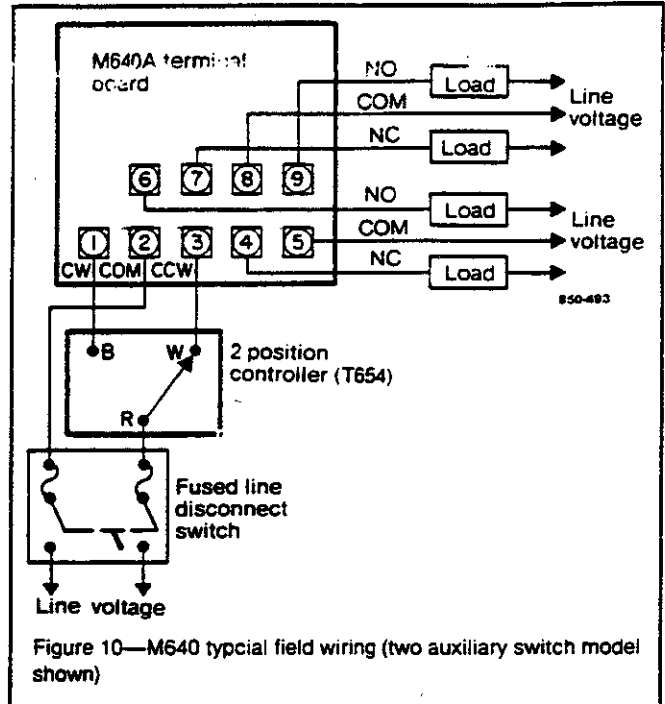 M640A terminal
board
NO
Load
COM
Line
voltage
NC
Load
6 7 8 9
NO
Load
COM
Line
voltage
NC
Load
1 2 3 4 5
CW COM CCW
850-493
B W
R
2 position
controller (T654)
Fused line
disconnect
switch
Line voltage
Figure 10—M640 typcial field wiring (two auxiliary switch model
shown)